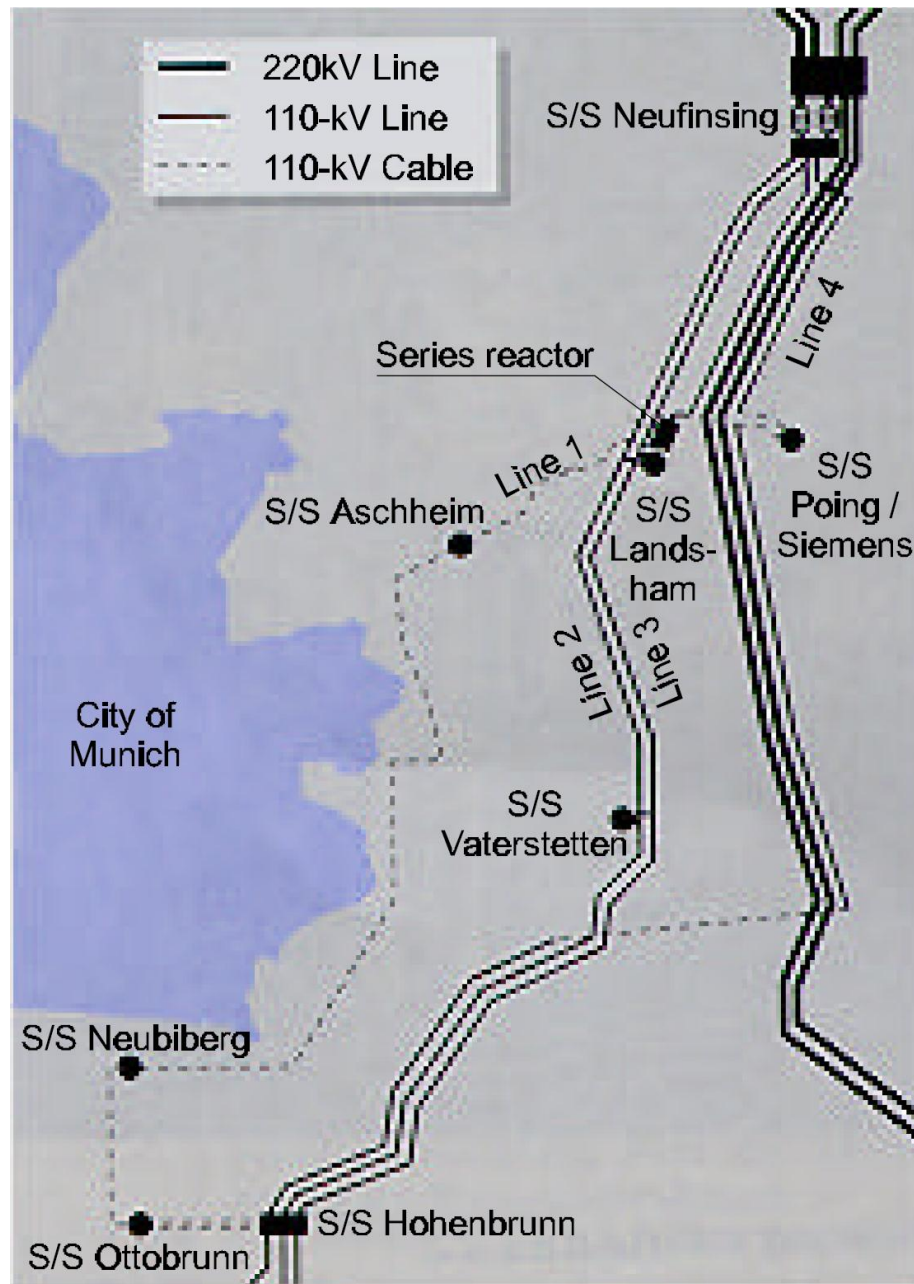 220kV Line
110-kV Line
110-kV Cable
S/S Neufinsing
Line 4
Series reactor
Line 1
S/S Aschheim
S/S
Lands-
ham
S/S
Poing /
Siemens
Line 2
Line 3
City of
Munich
S/S
Vaterstetten
S/S Neubiberg
S/S Hohenbrunn
S/S Ottobrunn